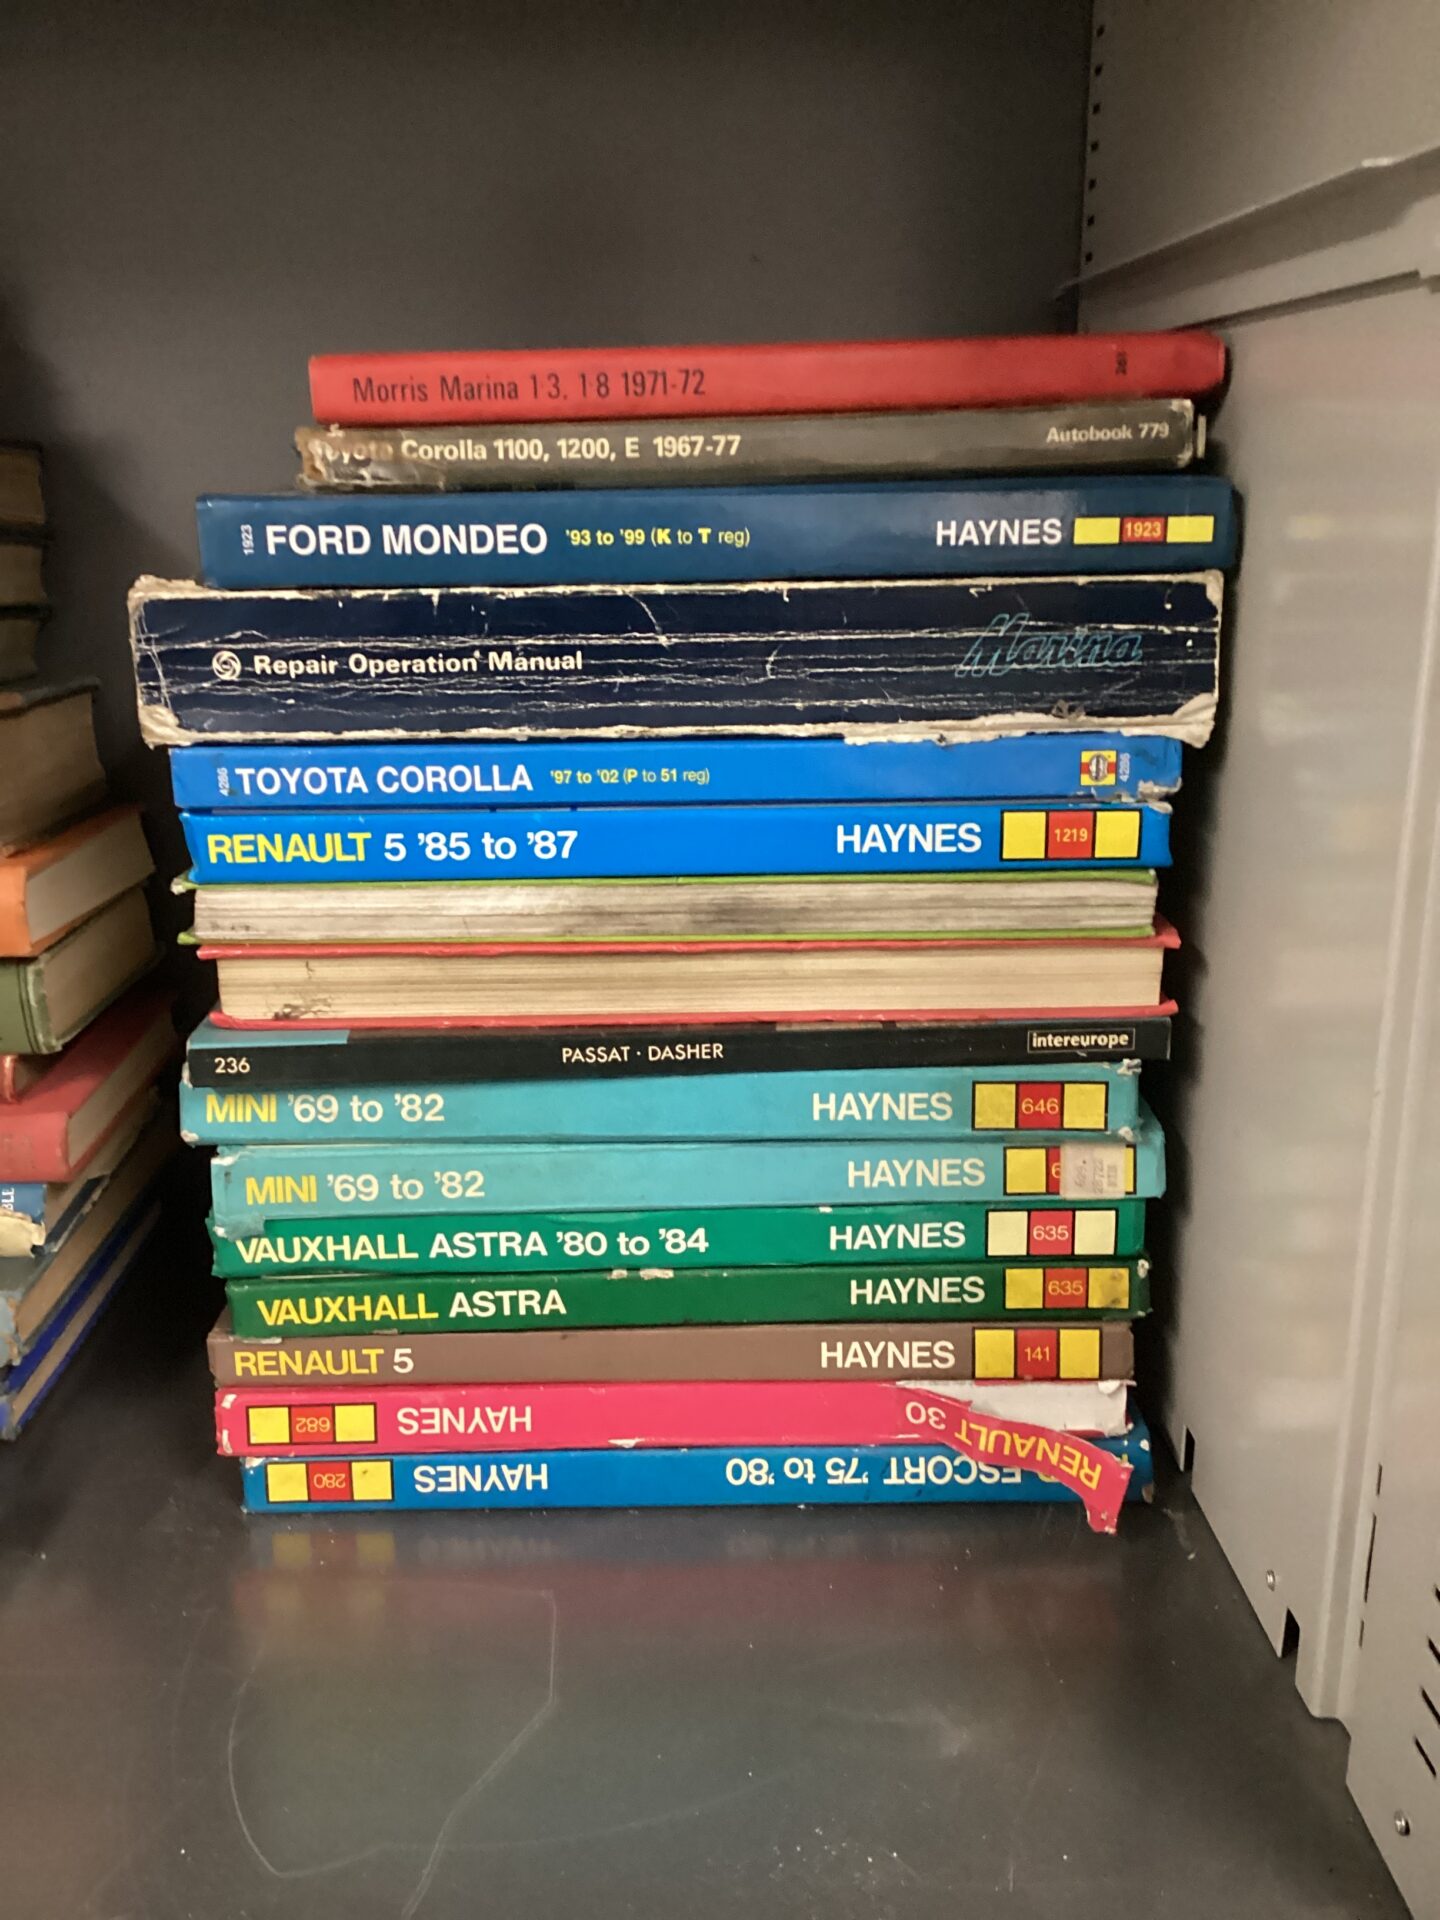 Morris Marina 1·3, 1·8 1971-72
Toyota Corolla 1100, 1200, E 1967-77 Autobook 779
1923 FORD MONDEO '93 to '99 (K to T reg) HAYNES 1923
Repair Operation Manual Marina
4286 TOYOTA COROLLA '97 to '02 (P to 51 reg) 4286
RENAULT 5 '85 to '87 HAYNES 1219
236 PASSAT · DASHER intereurope
MINI '69 to '82 HAYNES 646
MINI '69 to '82 HAYNES 6
VAUXHALL ASTRA '80 to '84 HAYNES 635
VAUXHALL ASTRA HAYNES 635
RENAULT 5 HAYNES 141
RENAULT 30 HAYNES 682
ESCORT '75 to '80 HAYNES 280